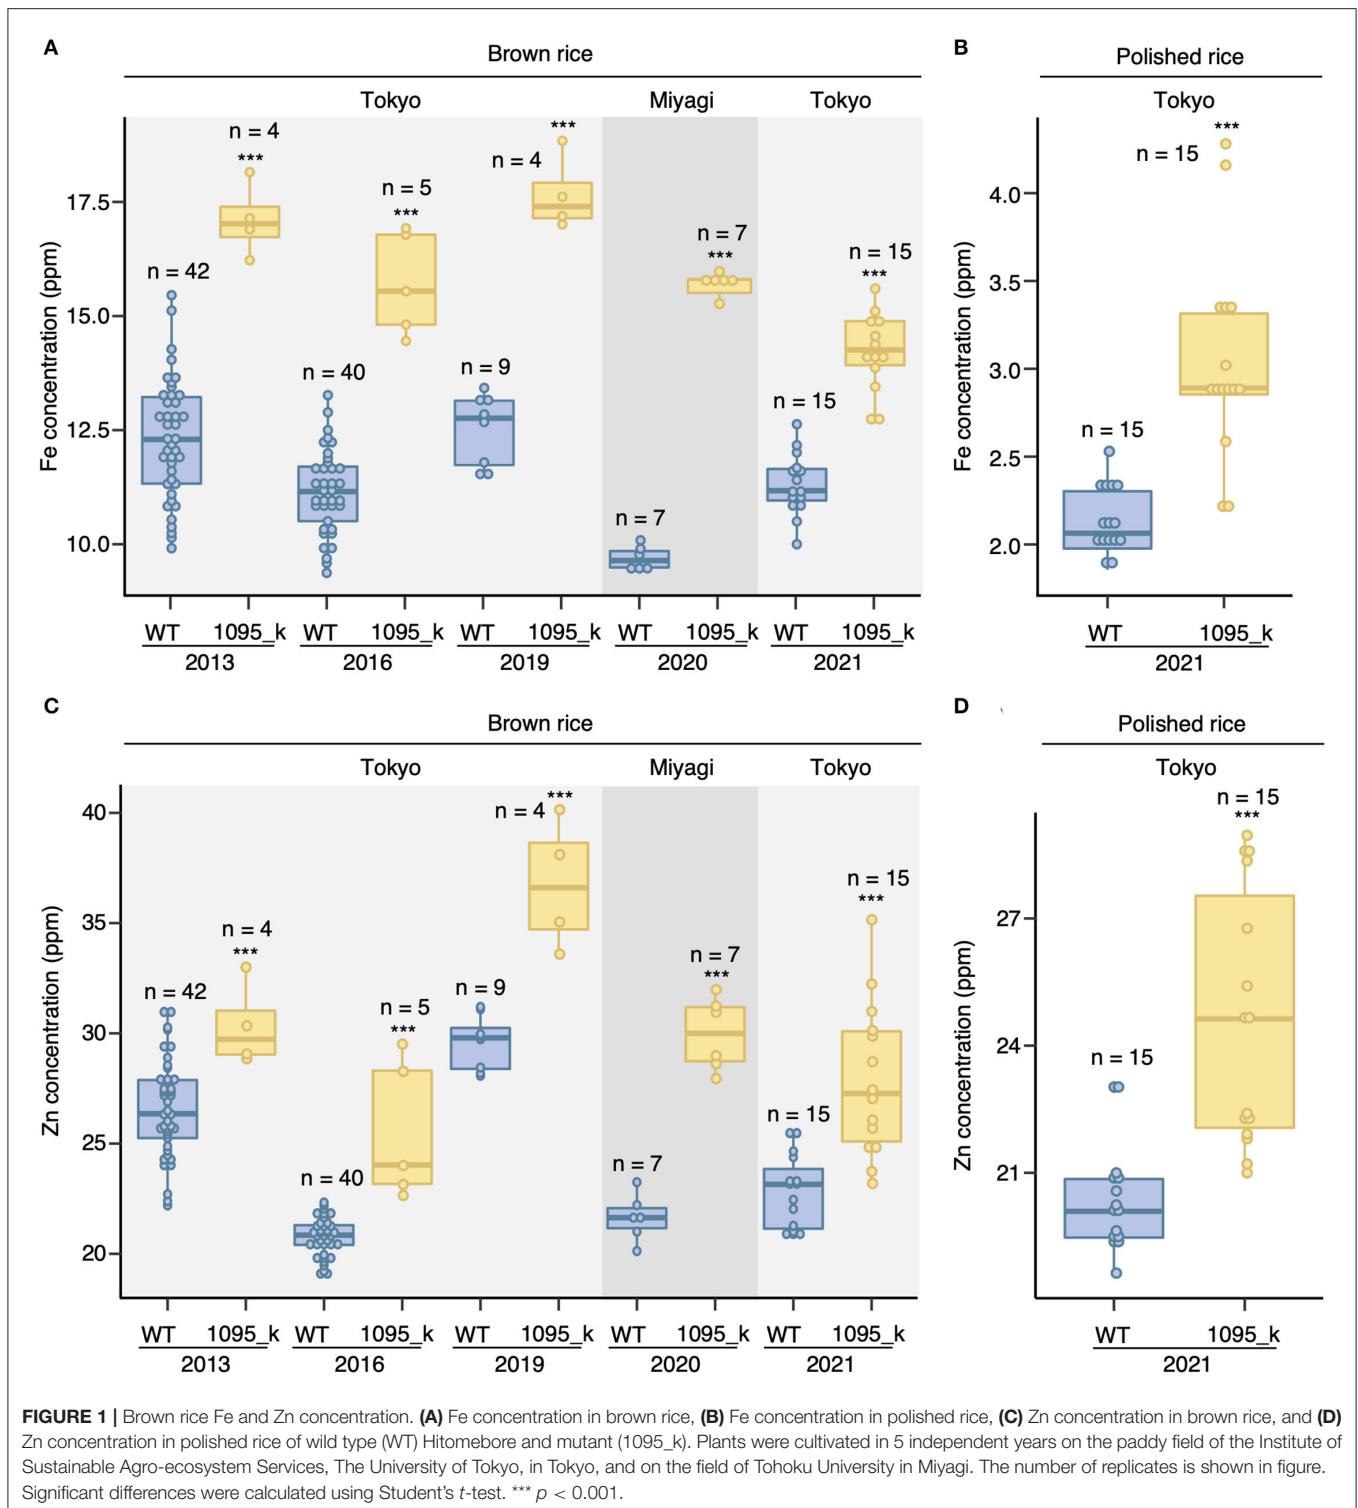 A
Brown rice
Tokyo Miyagi Tokyo
Fe concentration (ppm)
17.5
15.0
12.5
10.0
n = 42
n = 4
***
n = 40
n = 5
***
n = 9
n = 4
***
n = 7
n = 7
***
n = 15
n = 15
***
WT 1095_k WT 1095_k WT 1095_k WT 1095_k WT 1095_k
2013 2016 2019 2020 2021
B
Polished rice
Tokyo
Fe concentration (ppm)
4.0
3.5
3.0
2.5
2.0
n = 15
n = 15
***
WT 1095_k
2021
C
Brown rice
Tokyo Miyagi Tokyo
Zn concentration (ppm)
40
35
30
25
20
n = 42
n = 4
***
n = 40
n = 5
***
n = 9
n = 4
***
n = 7
n = 7
***
n = 15
n = 15
***
WT 1095_k WT 1095_k WT 1095_k WT 1095_k WT 1095_k
2013 2016 2019 2020 2021
D
Polished rice
Tokyo
Zn concentration (ppm)
27
24
21
n = 15
n = 15
***
WT 1095_k
2021
FIGURE 1 | Brown rice Fe and Zn concentration. (A) Fe concentration in brown rice, (B) Fe concentration in polished rice, (C) Zn concentration in brown rice, and (D)
Zn concentration in polished rice of wild type (WT) Hitomebore and mutant (1095_k). Plants were cultivated in 5 independent years on the paddy field of the Institute of
Sustainable Agro-ecosystem Services, The University of Tokyo, in Tokyo, and on the field of Tohoku University in Miyagi. The number of replicates is shown in figure.
Significant differences were calculated using Student's t-test. *** p < 0.001.